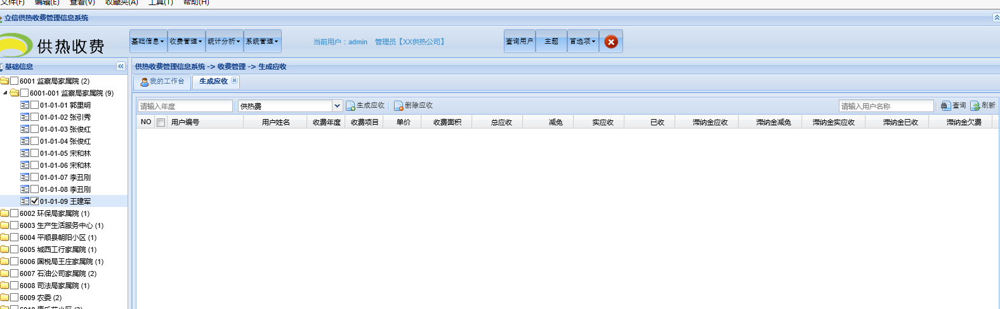 文件(F) 编辑(E) 查看(V) 收藏夹(A) 工具(T) 帮助(H)
立信供热收费管理信息系统
供热收费
基础信息 收费管理 统计分析 系统管理 当前用户：admin 管理员【XX供热公司】 查询用户 主题 首选项
基础信息
供热收费管理信息系统 -> 收费管理 -> 生成应收
我的工作台 生成应收
请输入年度 供热费 生成应收 删除应收 请输入用户名称 查询 刷新
NO 用户编号 用户姓名 收费年度 收费项目 单价 收费面积 总应收 减免 实应收 已收 滞纳金应收 滞纳金减免 滞纳金实应收 滞纳金已收 滞纳金欠费
6001 监察局家属院 (2)
6001-001 监察局家属院 (9)
01-01-01 郭里明
01-01-02 张引秀
01-01-03 张俊红
01-01-04 张俊红
01-01-05 宋和林
01-01-06 宋和林
01-01-07 李丑刚
01-01-08 李丑刚
01-01-09 王建军
6002 环保局家属院 (1)
6003 生产生活服务中心 (1)
6004 平顺县朝阳小区 (1)
6005 城西工行家属院 (1)
6006 国税局王庄家属院 (1)
6007 石油公司家属院 (2)
6008 司法局家属院 (1)
6009 农委 (2)